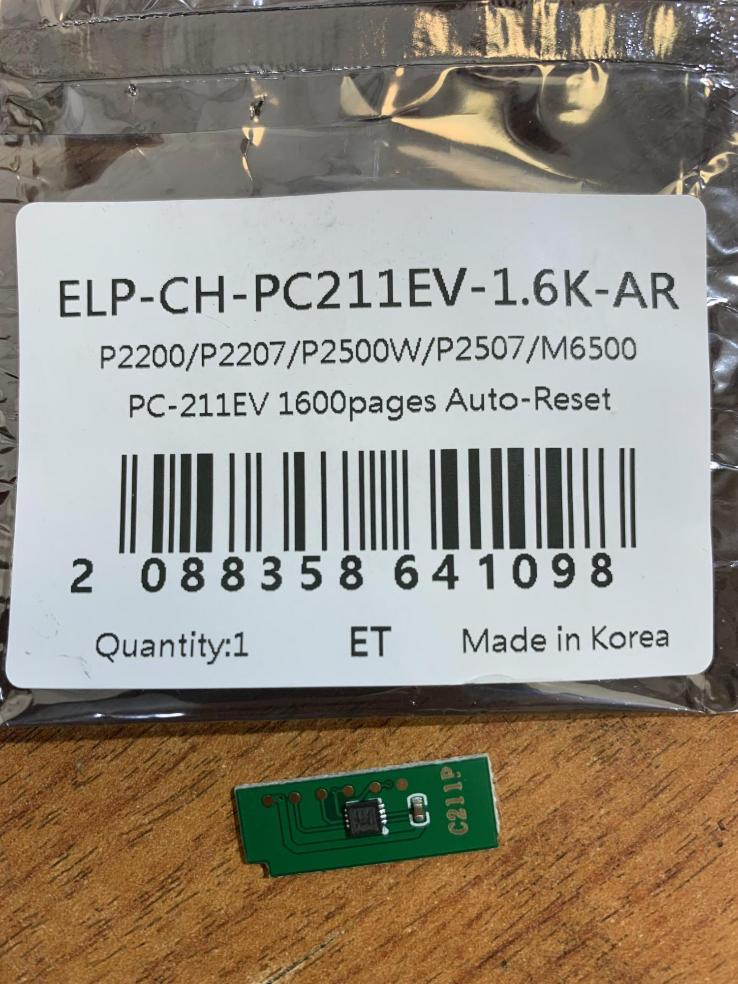 ELP-CH-PC211EV-1.6K-AR
P2200/P2207/P2500W/P2507/M6500
PC-211EV 1600pages Auto-Reset
2 088358 641098
Quantity:1 ET Made in Korea
C211P